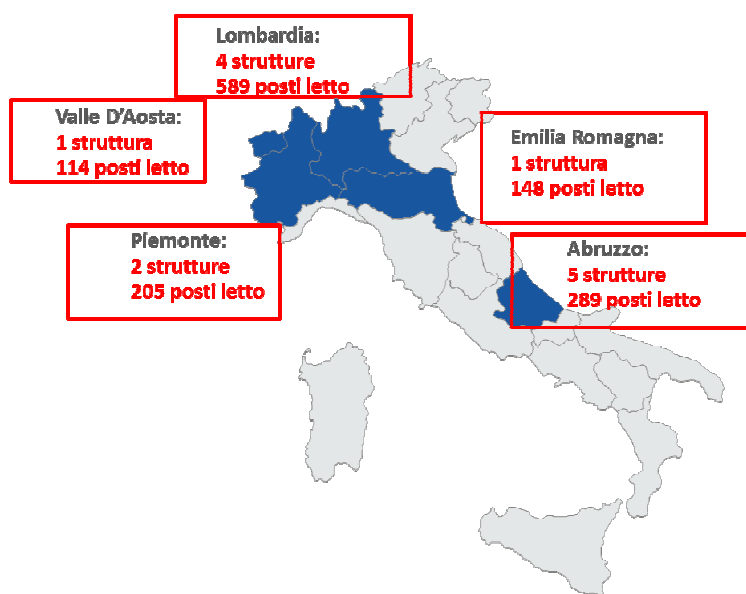 Lombardia:
4 strutture
589 posti letto
Valle D'Aosta:
1 struttura
114 posti letto
Emilia Romagna:
1 struttura
148 posti letto
Piemonte:
2 strutture
205 posti letto
Abruzzo:
5 strutture
289 posti letto